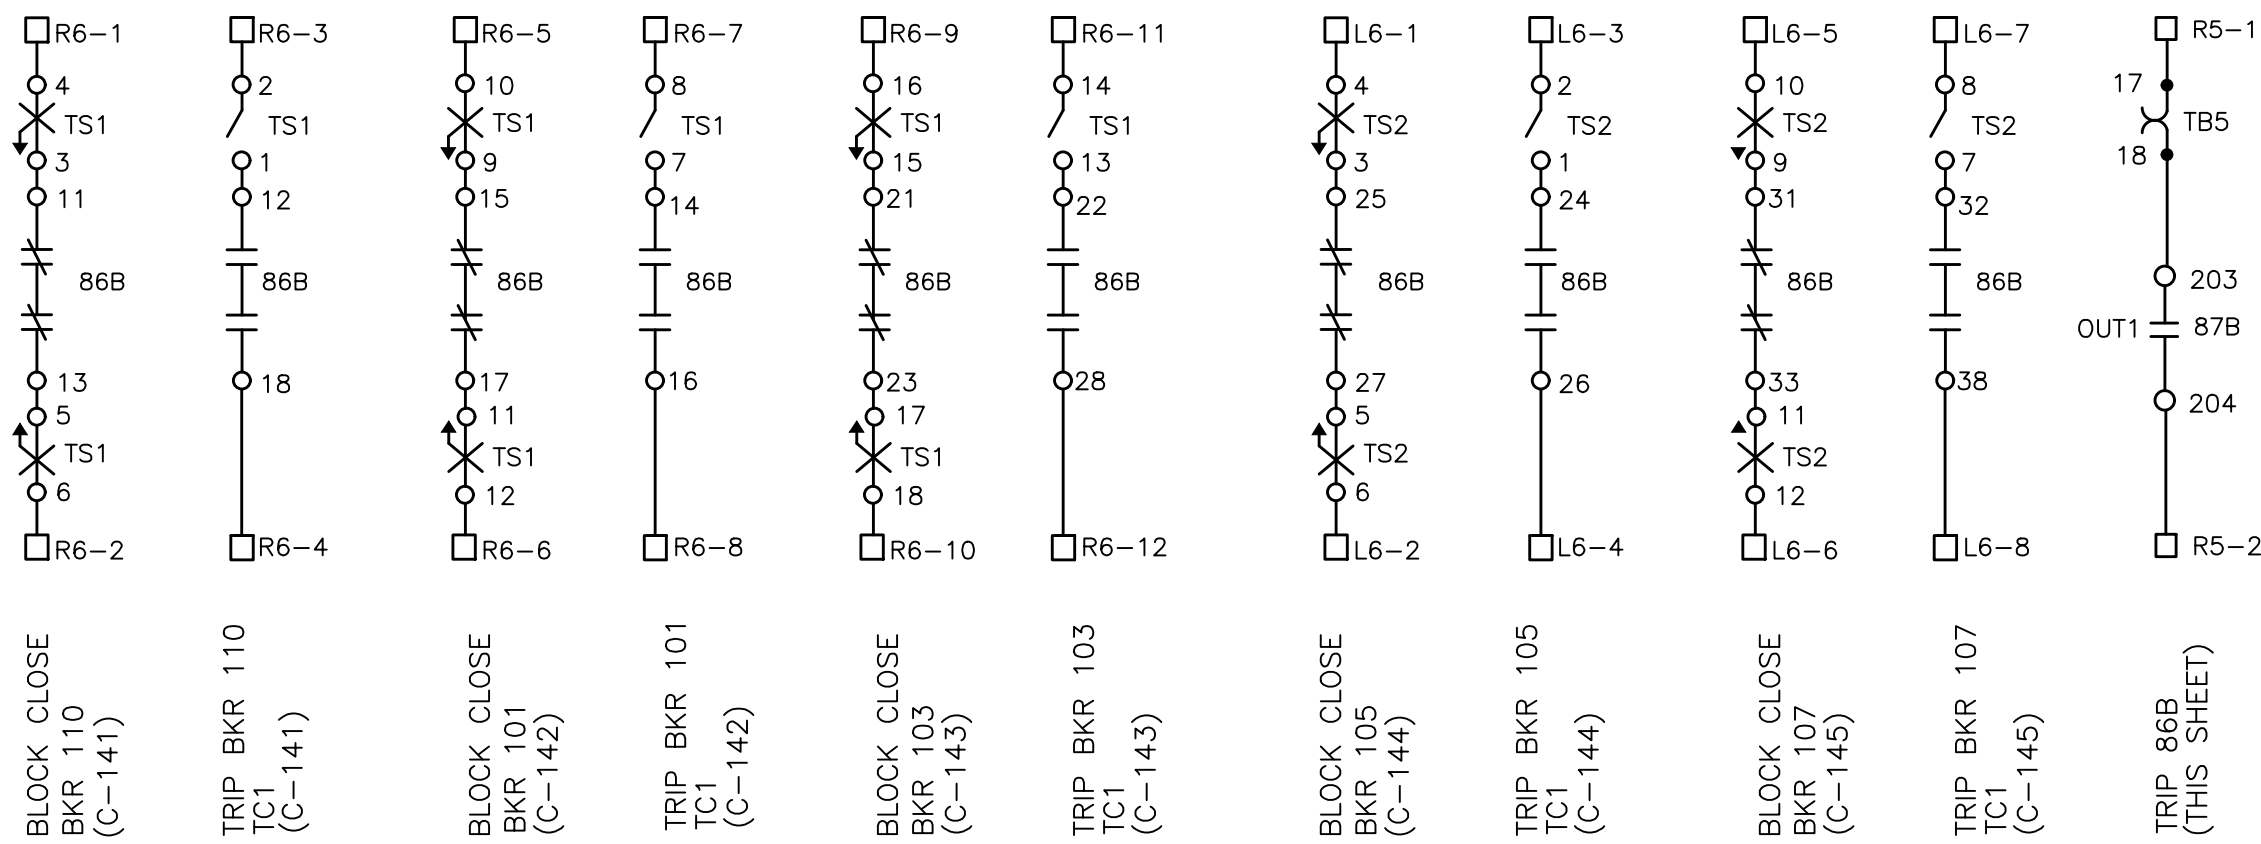 R6-1
4
TS1
3
11
86B
13
5
TS1
6
R6-2
BLOCK CLOSE
BKR 110
(C-141)
R6-3
2
TS1
1
12
86B
18
R6-4
TRIP BKR 110
TC1
(C-141)
R6-5
10
TS1
9
15
86B
17
11
TS1
12
R6-6
BLOCK CLOSE
BKR 101
(C-142)
R6-7
8
TS1
7
14
86B
16
R6-8
TRIP BKR 101
TC1
(C-142)
R6-9
16
TS1
15
21
86B
23
17
TS1
18
R6-10
BLOCK CLOSE
BKR 103
(C-143)
R6-11
14
TS1
13
22
86B
28
R6-12
TRIP BKR 103
TC1
(C-143)
L6-1
4
TS2
3
25
86B
27
5
TS2
6
L6-2
BLOCK CLOSE
BKR 105
(C-144)
L6-3
2
TS2
1
24
86B
26
L6-4
TRIP BKR 105
TC1
(C-144)
L6-5
10
TS2
9
31
86B
33
11
TS2
12
L6-6
BLOCK CLOSE
BKR 107
(C-145)
L6-7
8
TS2
7
32
86B
38
L6-8
TRIP BKR 107
TC1
(C-145)
R5-1
17
TB5
18
203
OUT1 87B
204
R5-2
TRIP 86B
(THIS SHEET)